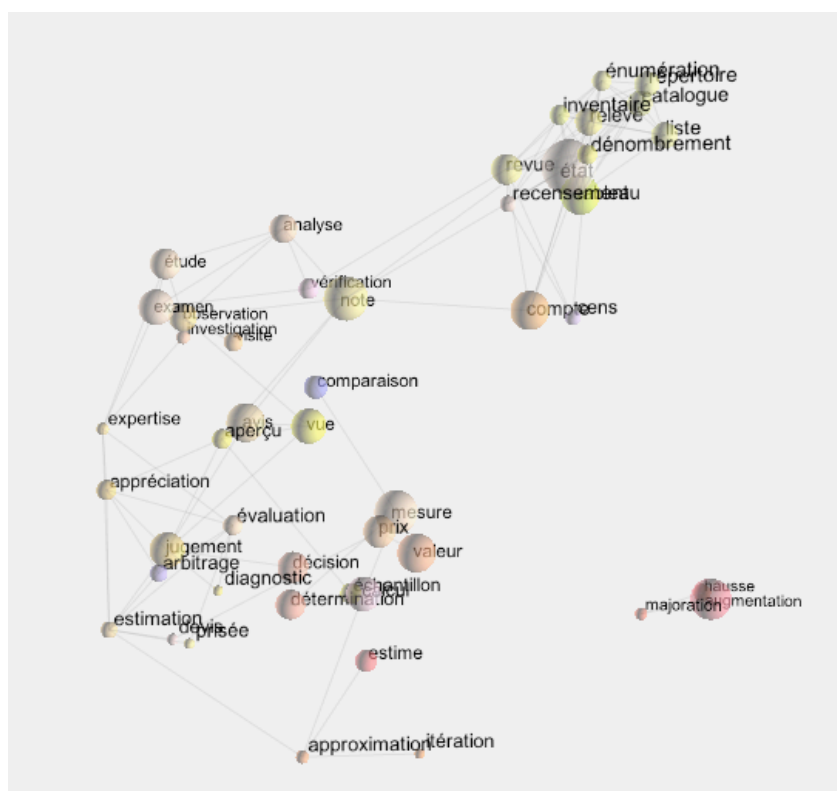 énumération
répertoire
catalogue
inventaire
relevé
liste
dénombrement
revue
état
recensement
analyse
étude
vérification
examen
note
observation
compte
cens
investigation
visite
comparaison
expertise
avis
vue
aperçu
appréciation
mesure
évaluation
prix
jugement
valeur
décision
arbitrage
diagnostic
échantillon
calcul
hausse
détermination
majoration
augmentation
estimation
devis
prisée
estime
approximation
itération